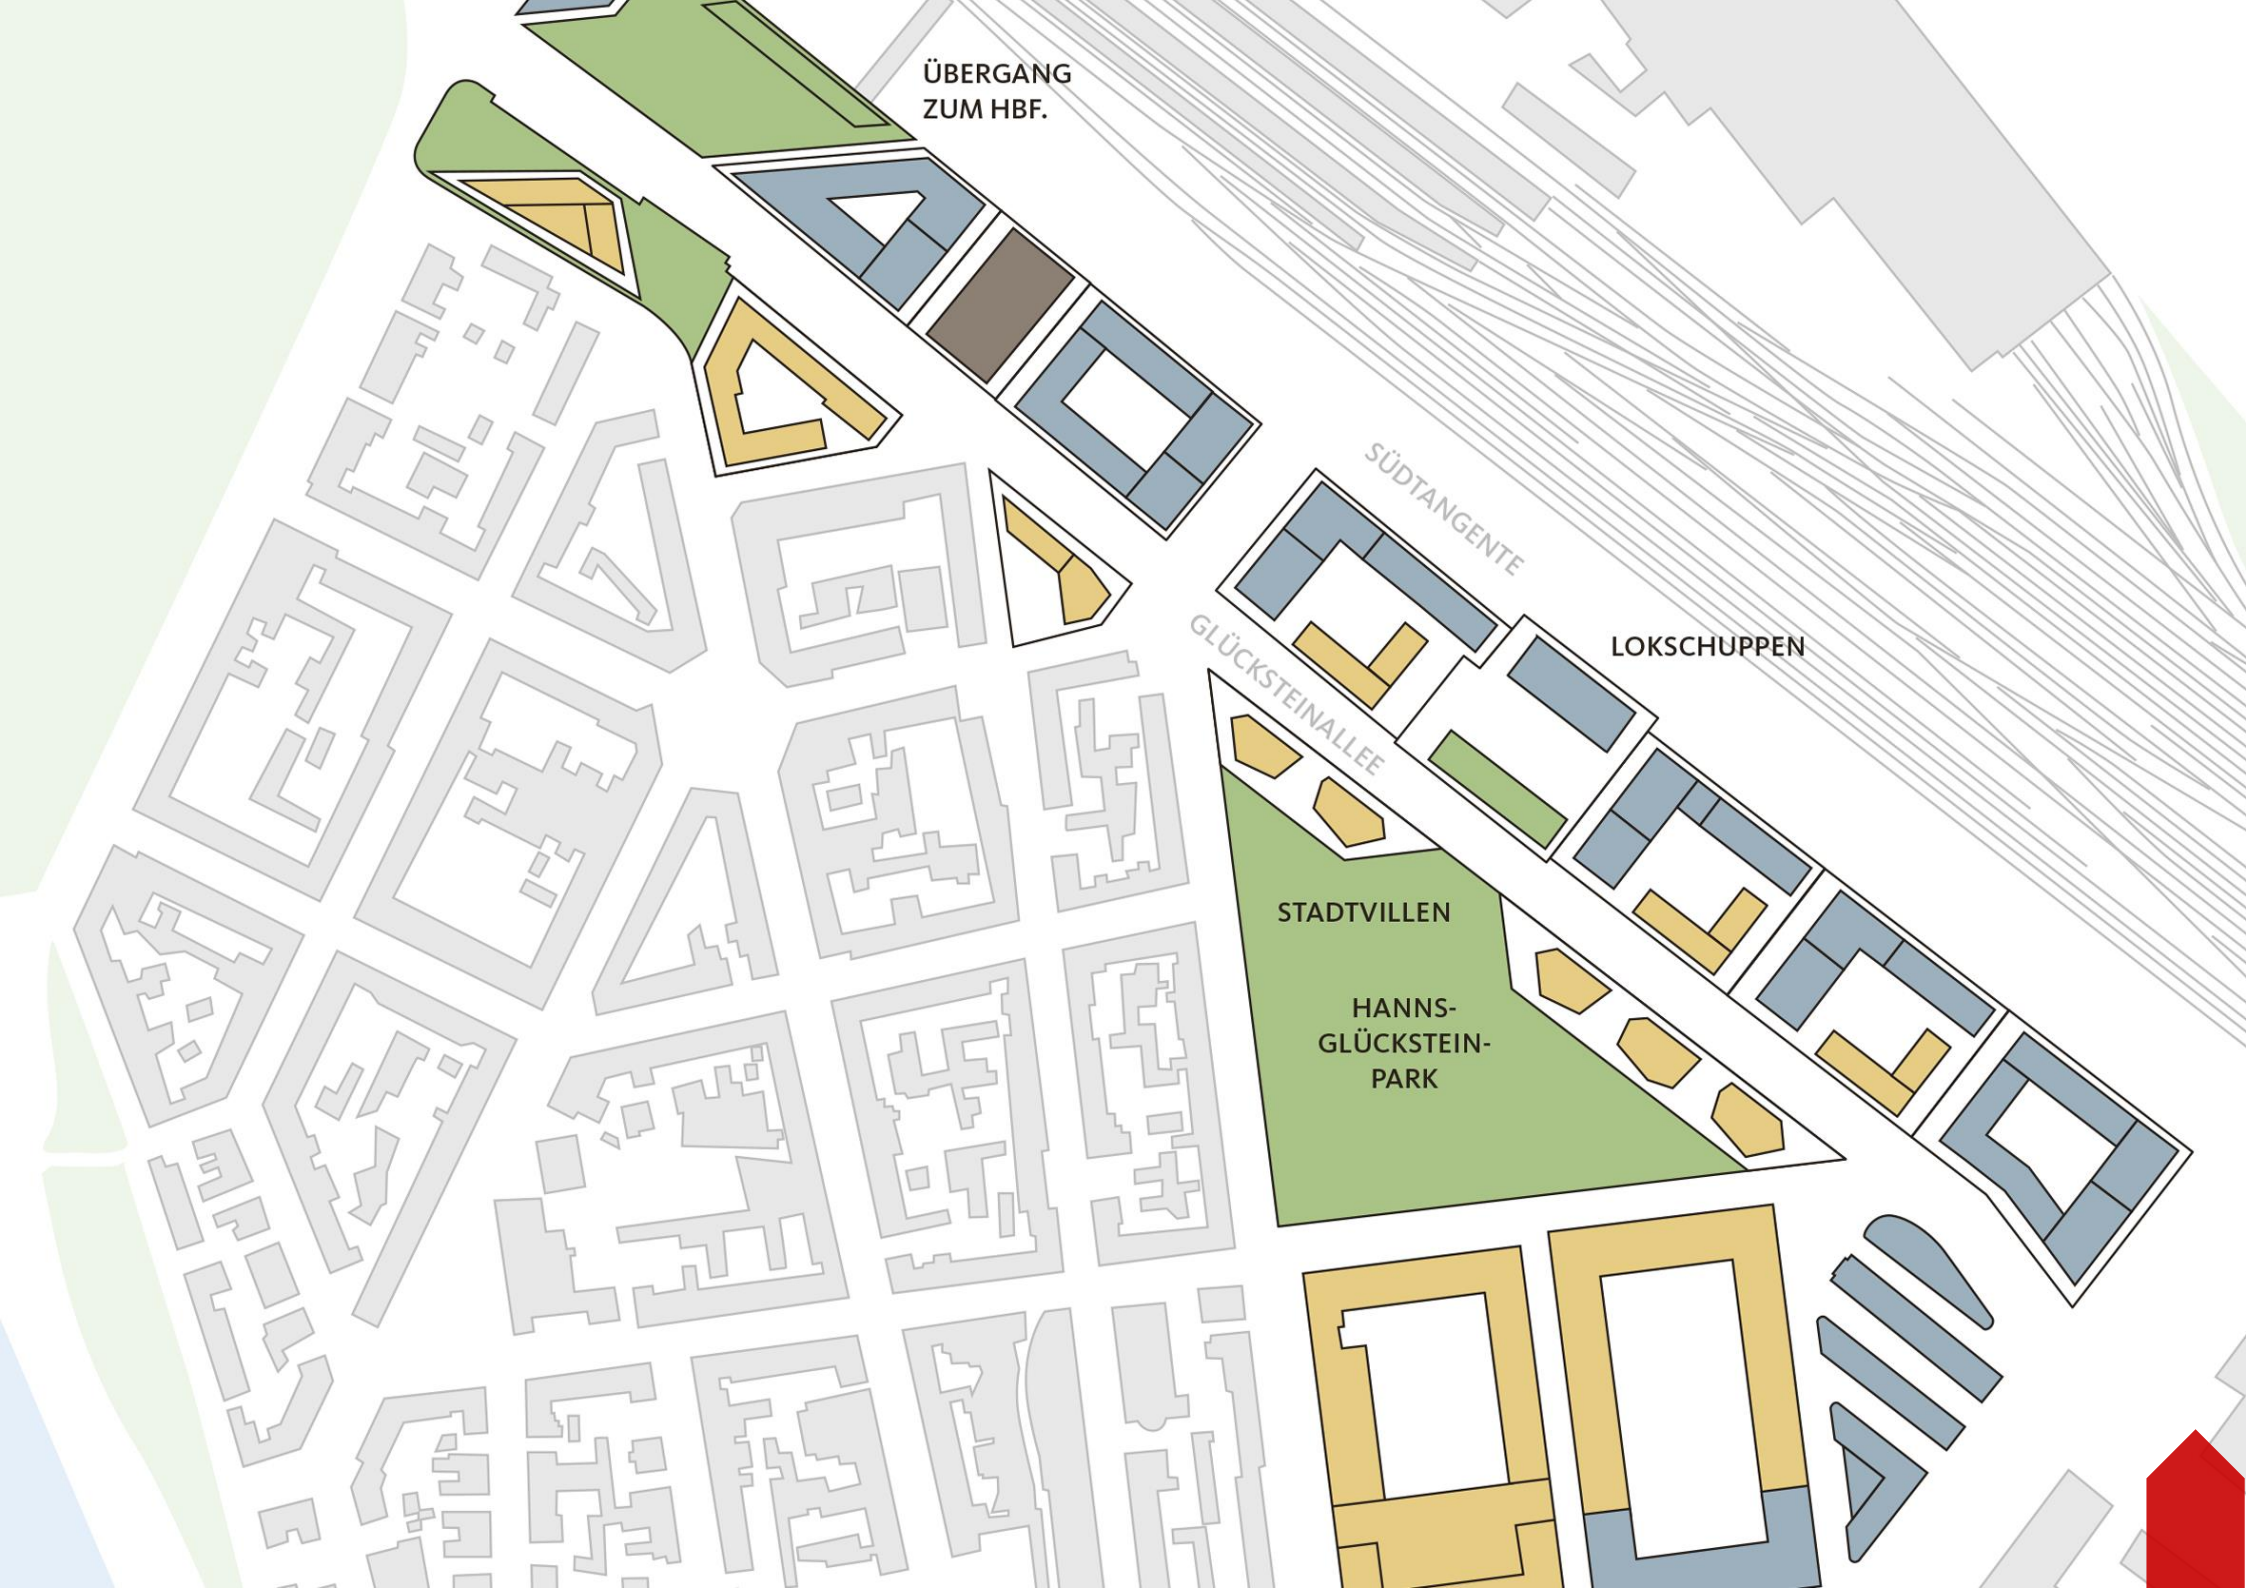 ÜBERGANG
ZUM HBF.
SÜDTANGENTE
GLÜCKSTEINALLEE
LOKSCHUPPEN
STADTVILLEN
HANNS-
GLÜCKSTEIN-
PARK